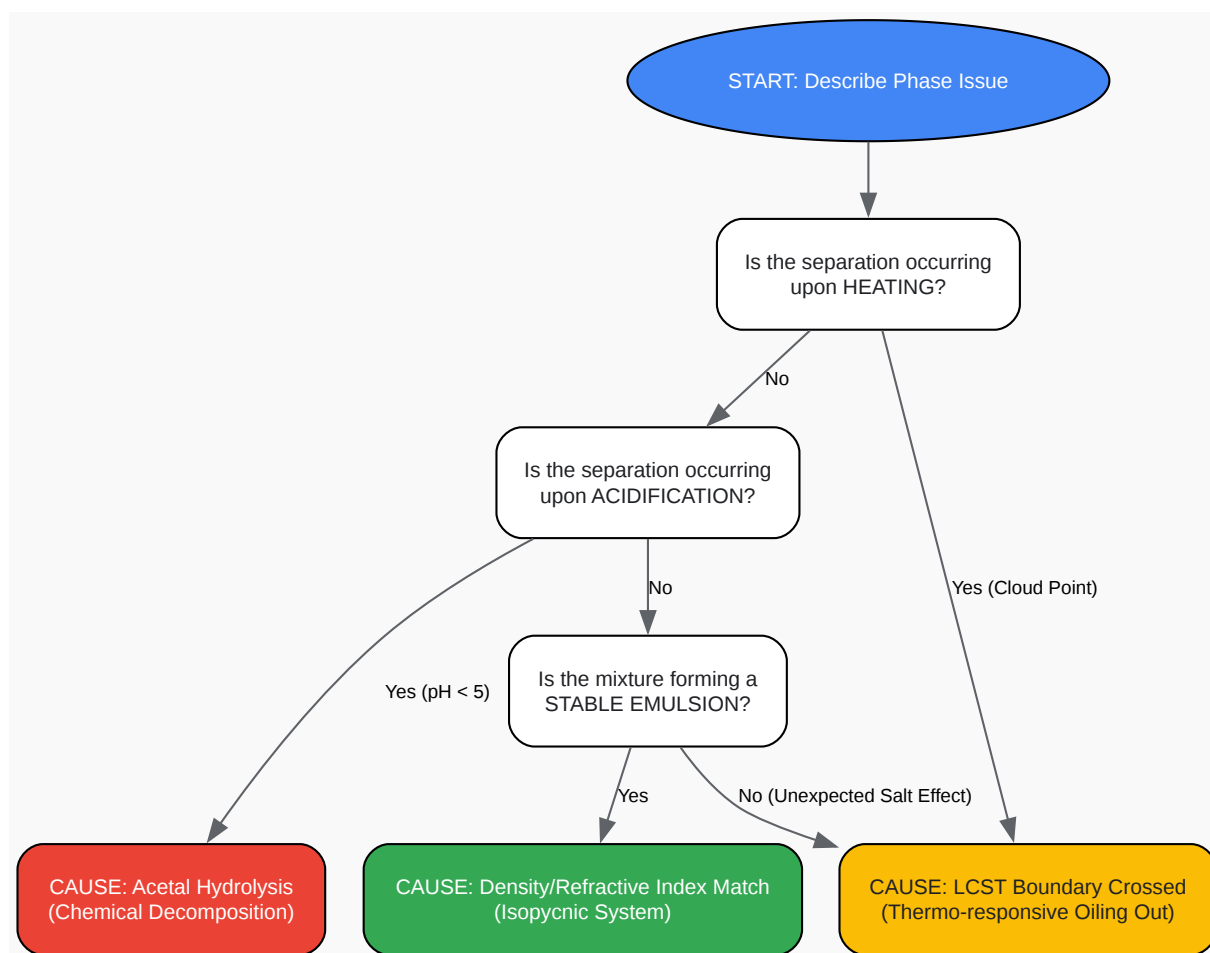 START: Describe Phase Issue
Is the separation occurring
upon HEATING?
No
Is the separation occurring
upon ACIDIFICATION?
Yes (Cloud Point)
No
Is the mixture forming a
STABLE EMULSION?
Yes (pH < 5)
Yes
No (Unexpected Salt Effect)
CAUSE: Acetal Hydrolysis
(Chemical Decomposition)
CAUSE: Density/Refractive Index Match
(Isopycnic System)
CAUSE: LCST Boundary Crossed
(Thermo-responsive Oiling Out)